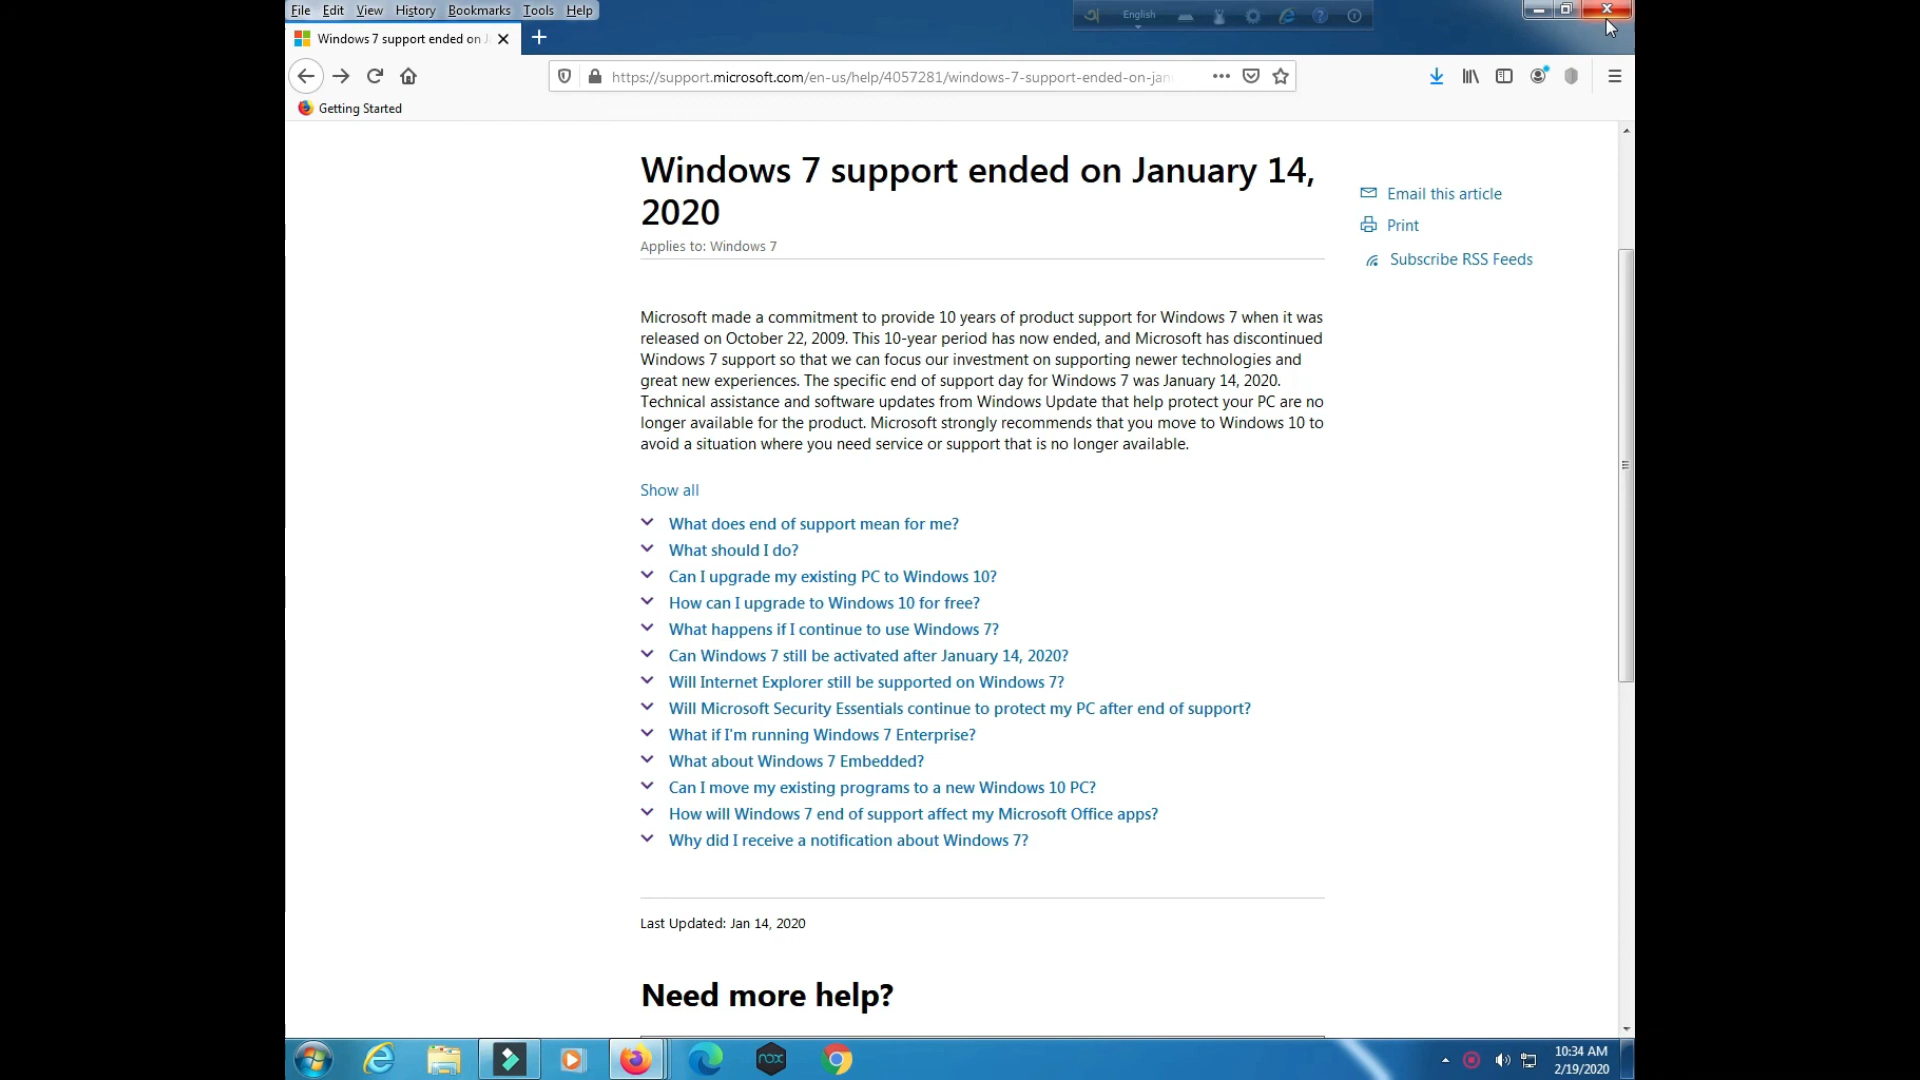 File Edit View History Bookmarks Tools Help
English
Windows 7 support ended on J
https://support.microsoft.com/en-us/help/4057281/windows-7-support-ended-on-jan
Getting Started
Windows 7 support ended on January 14,
2020
Applies to: Windows 7
Email this article
Print
Subscribe RSS Feeds
Microsoft made a commitment to provide 10 years of product support for Windows 7 when it was
released on October 22, 2009. This 10-year period has now ended, and Microsoft has discontinued
Windows 7 support so that we can focus our investment on supporting newer technologies and
great new experiences. The specific end of support day for Windows 7 was January 14, 2020.
Technical assistance and software updates from Windows Update that help protect your PC are no
longer available for the product. Microsoft strongly recommends that you move to Windows 10 to
avoid a situation where you need service or support that is no longer available.
Show all
What does end of support mean for me?
What should I do?
Can I upgrade my existing PC to Windows 10?
How can I upgrade to Windows 10 for free?
What happens if I continue to use Windows 7?
Can Windows 7 still be activated after January 14, 2020?
Will Internet Explorer still be supported on Windows 7?
Will Microsoft Security Essentials continue to protect my PC after end of support?
What if I'm running Windows 7 Enterprise?
What about Windows 7 Embedded?
Can I move my existing programs to a new Windows 10 PC?
How will Windows 7 end of support affect my Microsoft Office apps?
Why did I receive a notification about Windows 7?
Last Updated: Jan 14, 2020
Need more help?
nox
10:34 AM
2/19/2020